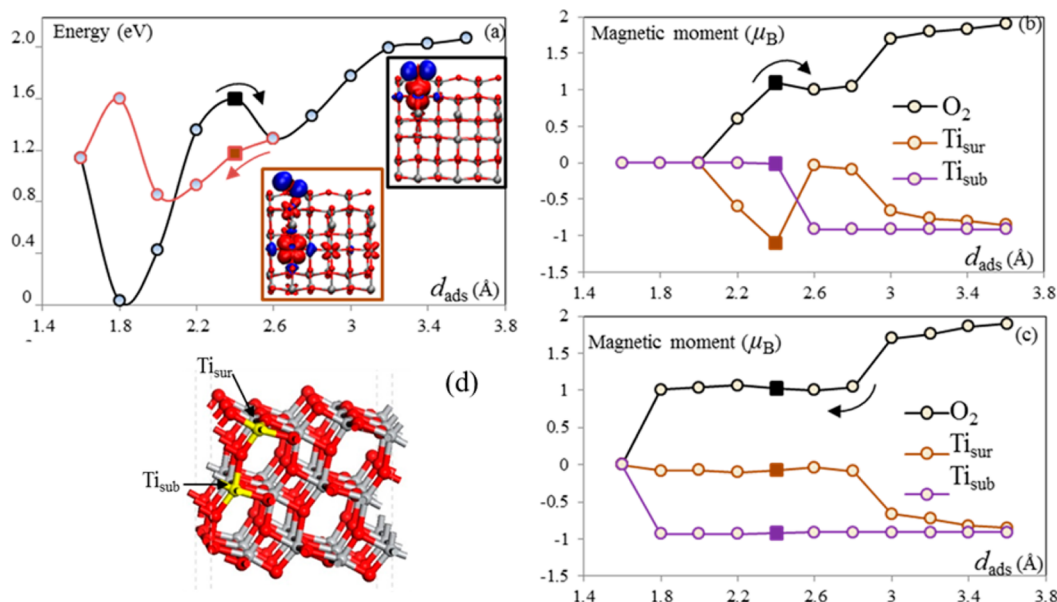 Energy (eV)
(a)
2.0
1.6
1.2
0.8
0.4
0
d ads (Å)
1.4 1.8 2.2 2.6 3 3.4 3.8
Magnetic moment (μB)
(b)
2
1.5
1
0.5
0
-0.5
-1
-1.5
O2
Tisur
Tisub
dads (Å)
1.4 1.8 2.2 2.6 3.0 3.4 3.8
Magnetic moment (μB)
(c)
2
1.5
1
0.5
0
-0.5
-1
-1.5
O2
Tisur
Tisub
dads (Å)
1.4 1.8 2.2 2.6 3.0 3.4 3.8
(d)
Tisur
Tisub